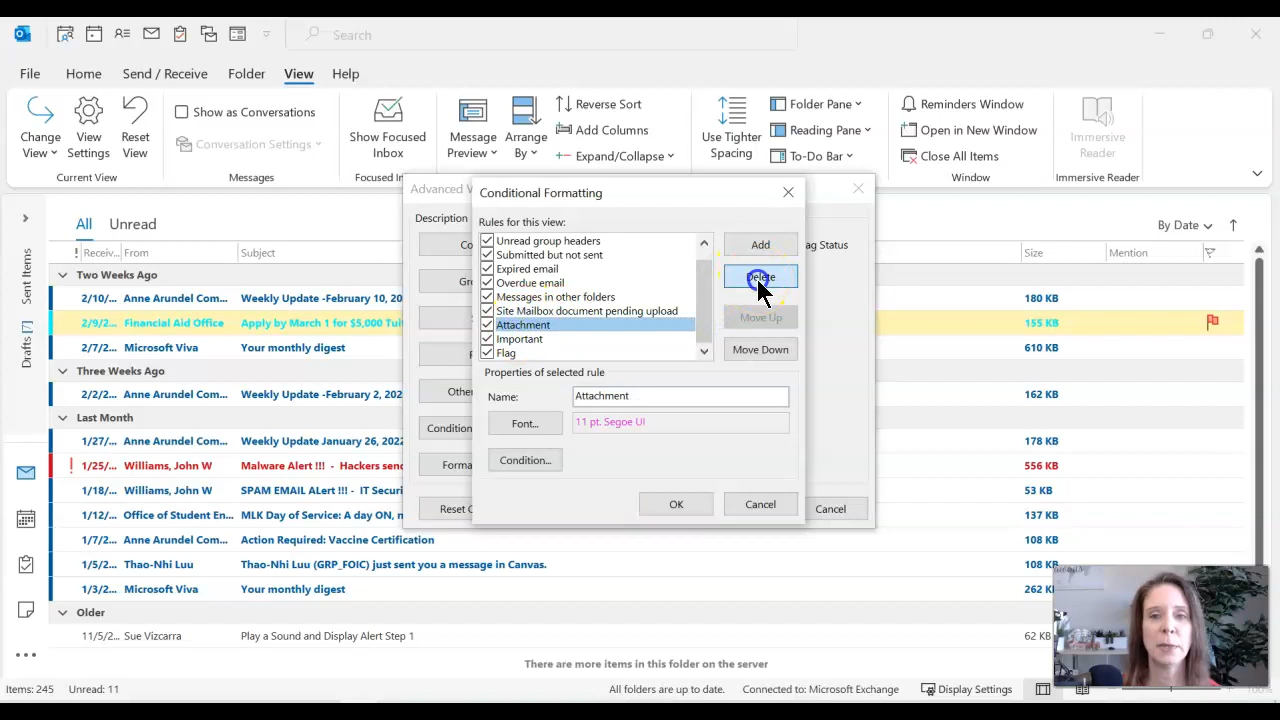 Search
File Home Send / Receive Folder View Help
Show as Conversations
Reverse Sort
Folder Pane
Reminders Window
Add Columns
Reading Pane
Open in New Window
Change View
View Settings
Reset View
Conversation Settings
Show Focused Inbox
Message Preview
Arrange By
Expand/Collapse
Use Tighter Spacing
To-Do Bar
Close All Items
Immersive Reader
Current View Messages Focused In Window Immersive Reader
Advanced V
Conditional Formatting
Description
Rules for this view:
Unread group headers
Submitted but not sent
Expired email
Overdue email
Messages in other folders
Site Mailbox document pending upload
Attachment
Important
Flag
Add
Delete
Move Up
Move Down
Properties of selected rule
Name: Attachment
Font... 11 pt. Segoe UI
Condition...
OK Cancel
Co
Gro
S
F
Other
Condition
Forma
Reset C
ag Status
Cancel
All Unread By Date
! Receiv... From Subject Size Mention
Two Weeks Ago
2/10/... Anne Arundel Com... Weekly Update -February 10, 20 180 KB
2/9/2... Financial Aid Office Apply by March 1 for $5,000 Tuit 155 KB
2/7/... Microsoft Viva Your monthly digest 610 KB
Three Weeks Ago
2/2/2... Anne Arundel Com... Weekly Update -February 2, 202 162 KB
Last Month
1/27/... Anne Arundel Com... Weekly Update January 26, 2022 178 KB
! 1/25/... Williams, John W Malware Alert !!! - Hackers send 556 KB
1/18/... Williams, John W SPAM EMAIL ALert !!! - IT Securi 53 KB
1/12/... Office of Student En... MLK Day of Service: A day ON, n 137 KB
1/7/2... Anne Arundel Com... Action Required: Vaccine Certification 108 KB
1/5/2... Thao-Nhi Luu Thao-Nhi Luu (GRP_FOIC) just sent you a message in Canvas. 108 KB
1/3/2... Microsoft Viva Your monthly digest 262 K
Older
11/5/2... Sue Vizcarra Play a Sound and Display Alert Step 1 62 KB
There are more items in this folder on the server
Sent Items
Drafts [7]
Items: 245 Unread: 11 All folders are up to date. Connected to: Microsoft Exchange Display Settings 100%